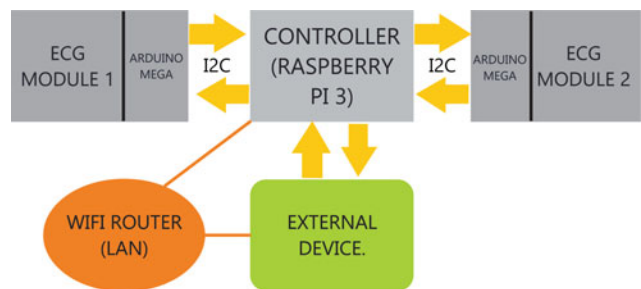 ECG
MODULE 1
ARDUINO
MEGA
I2C
CONTROLLER
(RASPBERRY
PI 3)
I2C
ARDUINO
MEGA
ECG
MODULE 2
WIFI ROUTER
(LAN)
EXTERNAL
DEVICE.